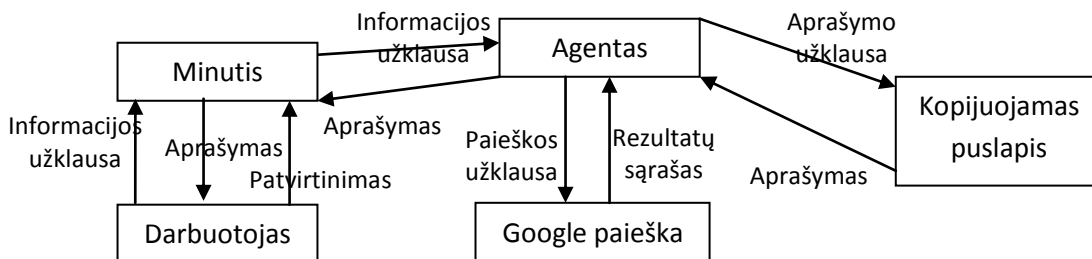 Informacijos
užklausa
Agentas
Aprašymo
užklausa
Minutis
Kopijuojamas
puslapis
Informacijos
užklausa
Aprašymas
Patvirtinimas
Aprašymas
Paieškos
užklausa
Rezultatų
sąrašas
Aprašymas
Darbuotojas
Google paieška